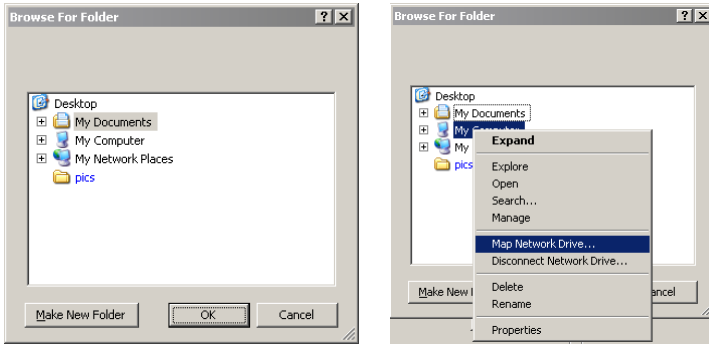 Browse For Folder
Desktop
My Documents
My Computer
My Network Places
pics
Make New Folder
OK
Cancel
Browse For Folder
Desktop
My Documents
My
pics
Make New
ancel
Expand
Explore
Open
Search...
Manage
Map Network Drive...
Disconnect Network Drive...
Delete
Rename
Properties